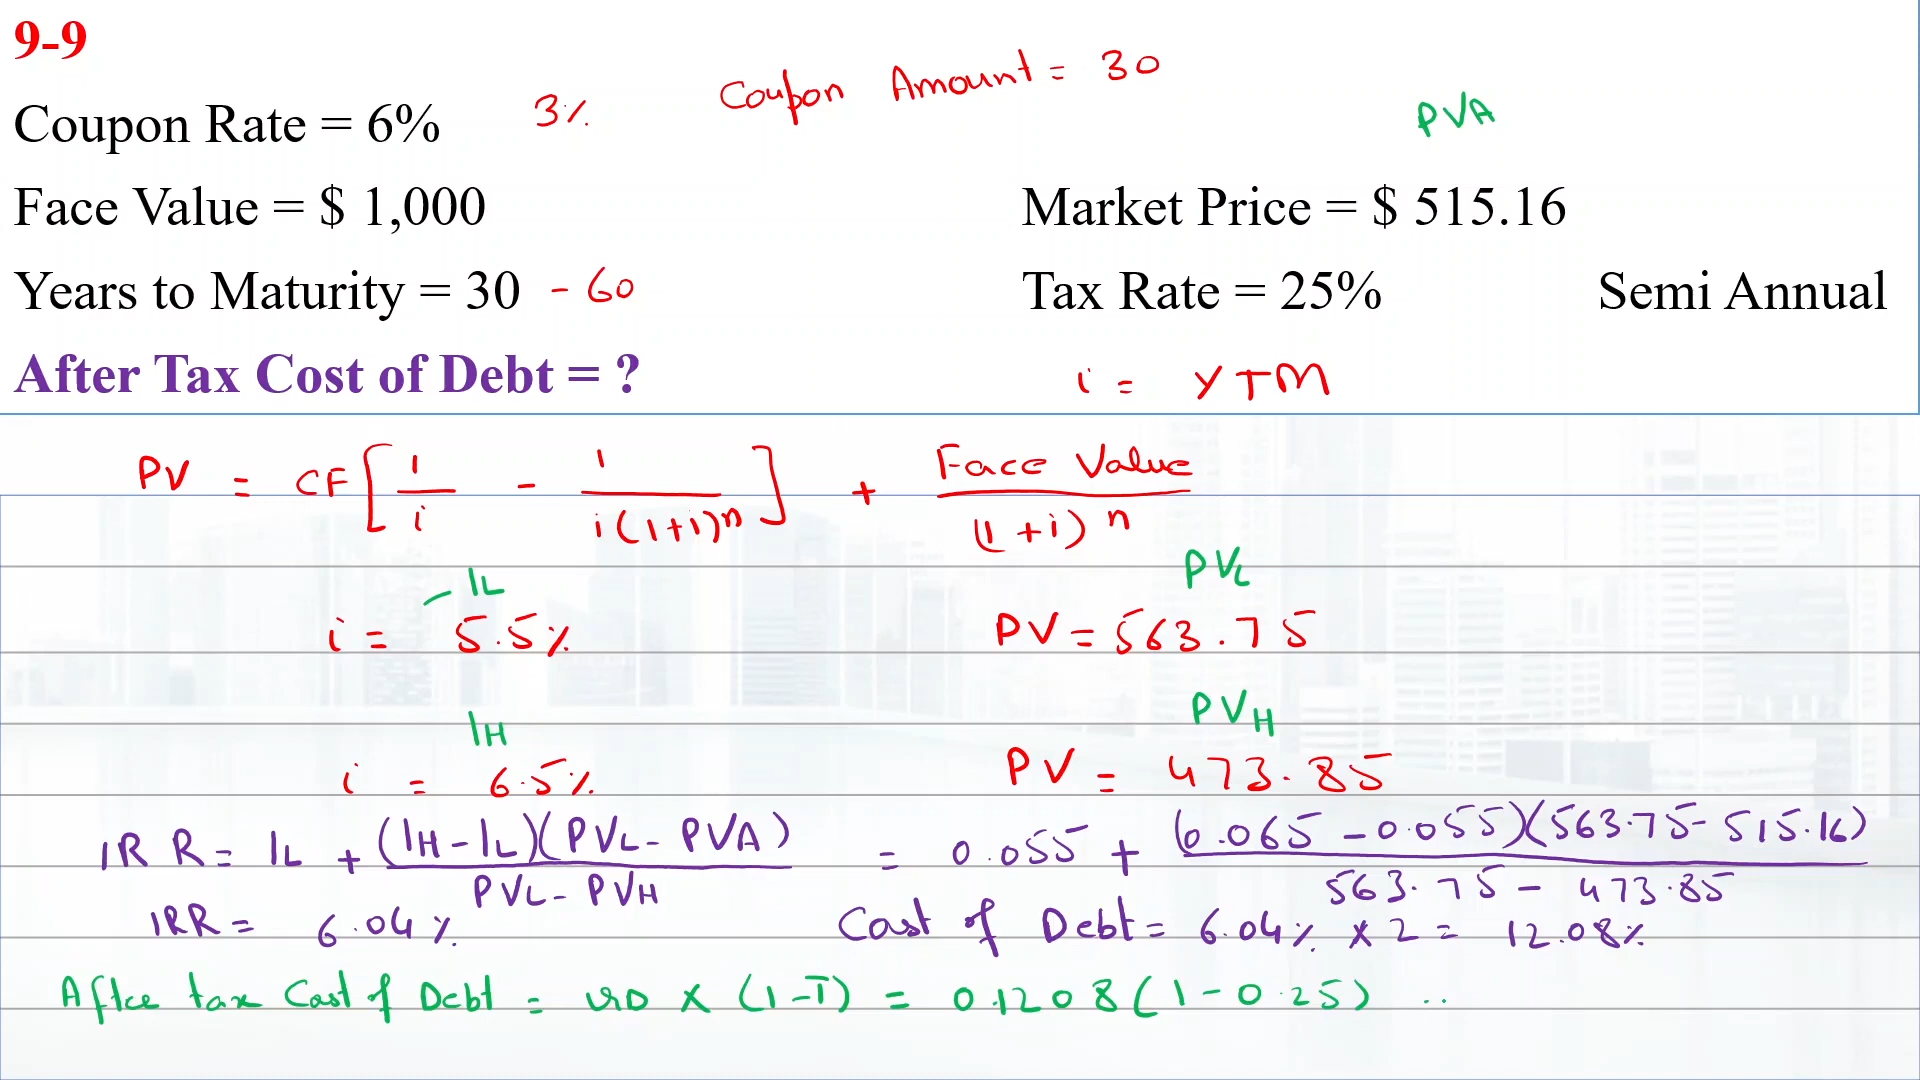 9-9
Coupon Rate = 6% 3% Coupon Amount = 30
PVA
Face Value = $ 1,000 Market Price = $ 515.16
Years to Maturity = 30 - 60 Tax Rate = 25% Semi Annual
After Tax Cost of Debt = ? i = YTM
PV = CF [ 1/i - 1/i(1+i)^n ] + Face Value/(1+i)^n
IL PVL
i = 5.5% PV = 563.75
IH PVH
i = 6.5% PV = 473.85
IRR = IL + (IH-IL)(PVL-PVA)/PVL-PVH = 0.055 + (0.065-0.055)(563.75-515.16)/563.75-473.85
IRR = 6.04% Cost of Debt = 6.04% x 2 = 12.08%
After tax Cost of Debt = x (1-T) = 0.1208(1-0.25) ..